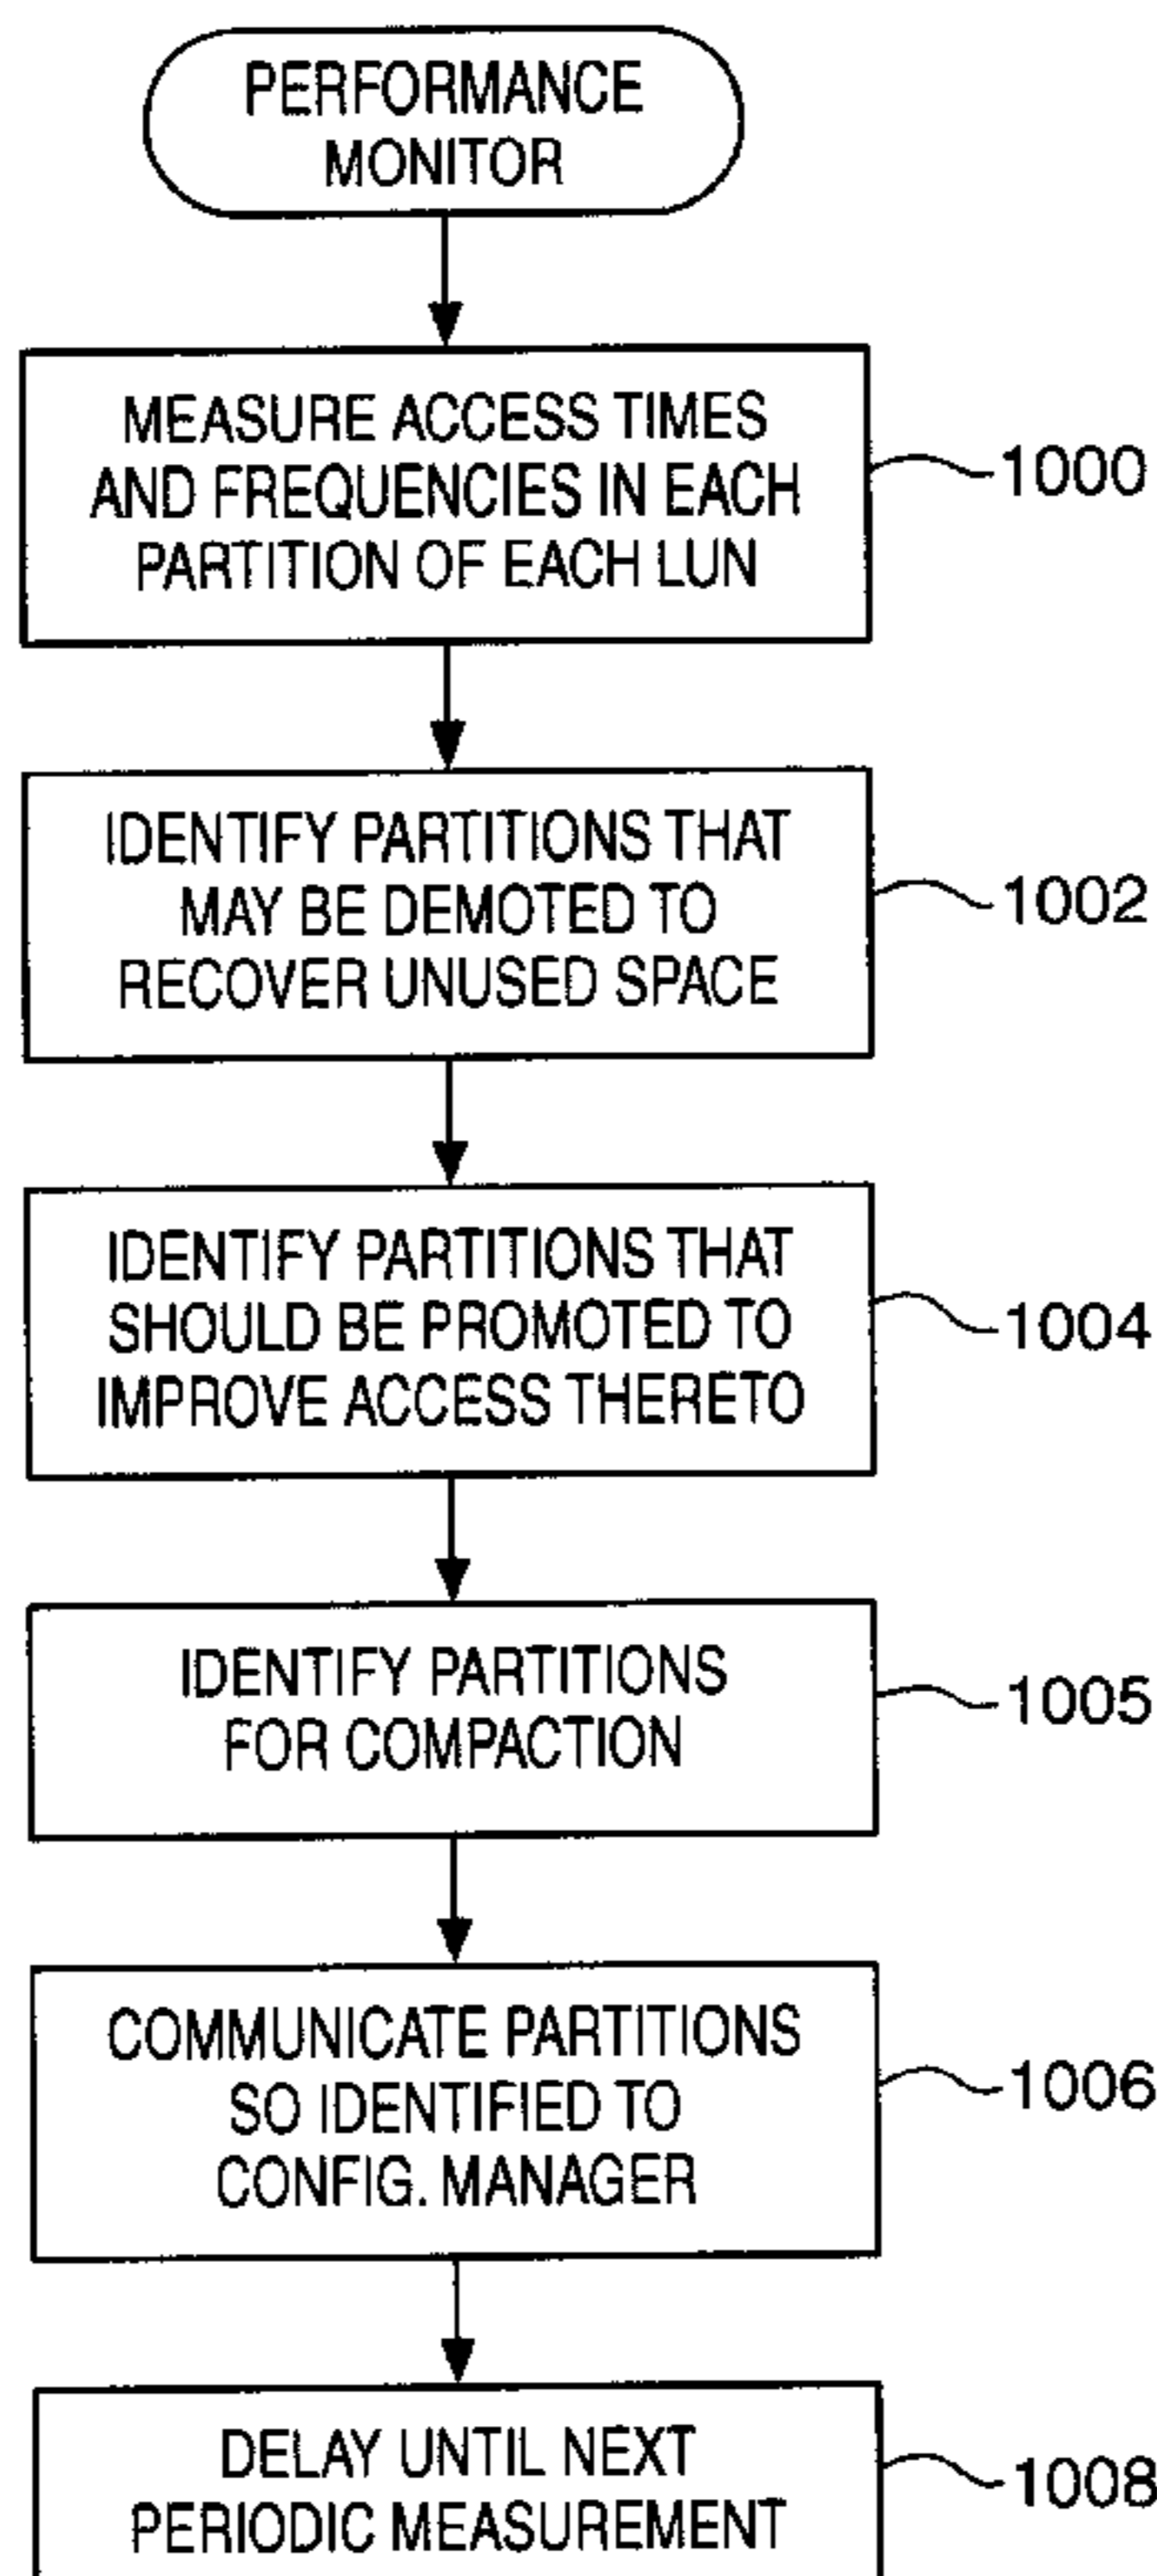 PERFORMANCE
MONITOR
MEASURE ACCESS TIMES
AND FREQUENCIES IN EACH
PARTITION OF EACH LUN
1000
IDENTIFY PARTITIONS THAT
MAY BE DEMOTED TO
RECOVER UNUSED SPACE
1002
IDENTIFY PARTITIONS THAT
SHOULD BE PROMOTED TO
IMPROVE ACCESS THERETO
1004
IDENTIFY PARTITIONS
FOR COMPACTION
1005
COMMUNICATE PARTITIONS
SO IDENTIFIED TO
CONFIG. MANAGER
1006
DELAY UNTIL NEXT
PERIODIC MEASUREMENT
1008